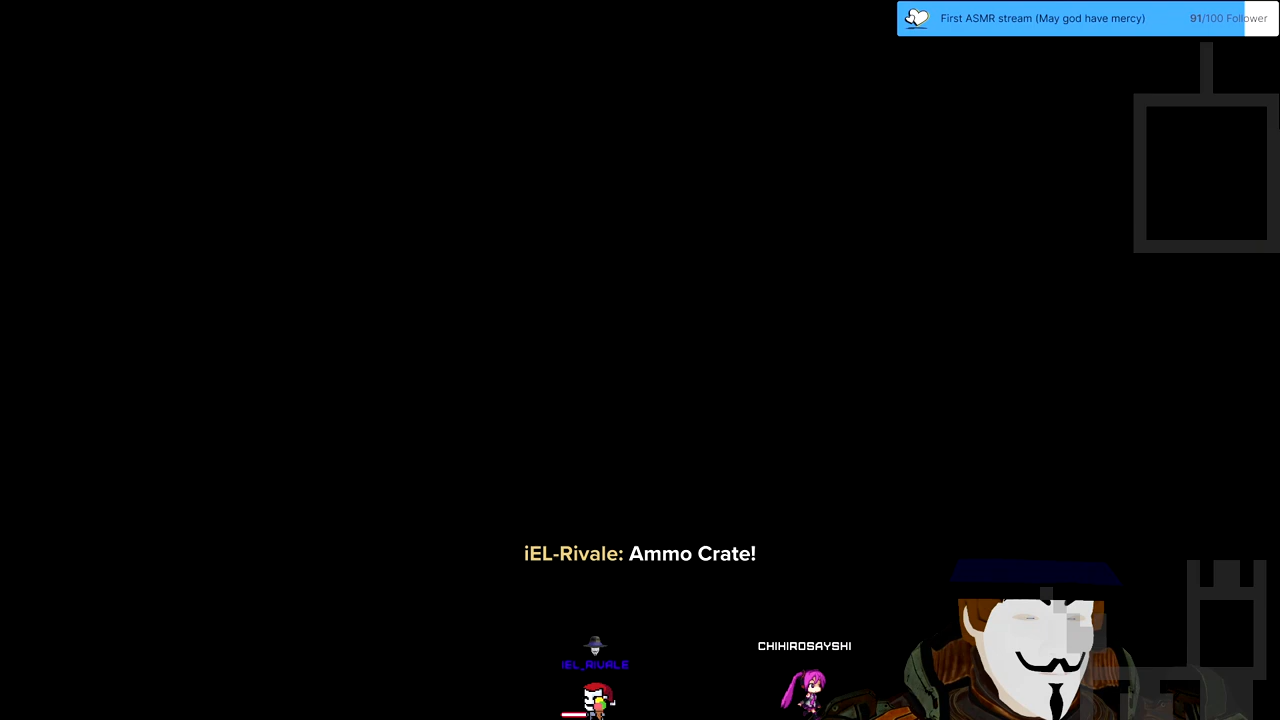 First ASMR stream (May god have mercy) 91/100 Follower
iEL-Rivale: Ammo Crate!
CHIHIROSAYSHI
IEL_RIVALE